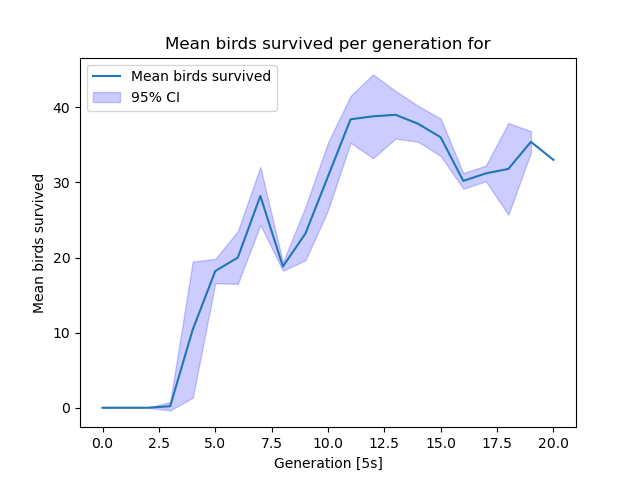 Mean birds survived per generation for
Mean birds survived
95% CI
Mean birds survived
40
30
20
10
0
0.0 2.5 5.0 7.5 10.0 12.5 15.0 17.5 20.0
Generation [5s]